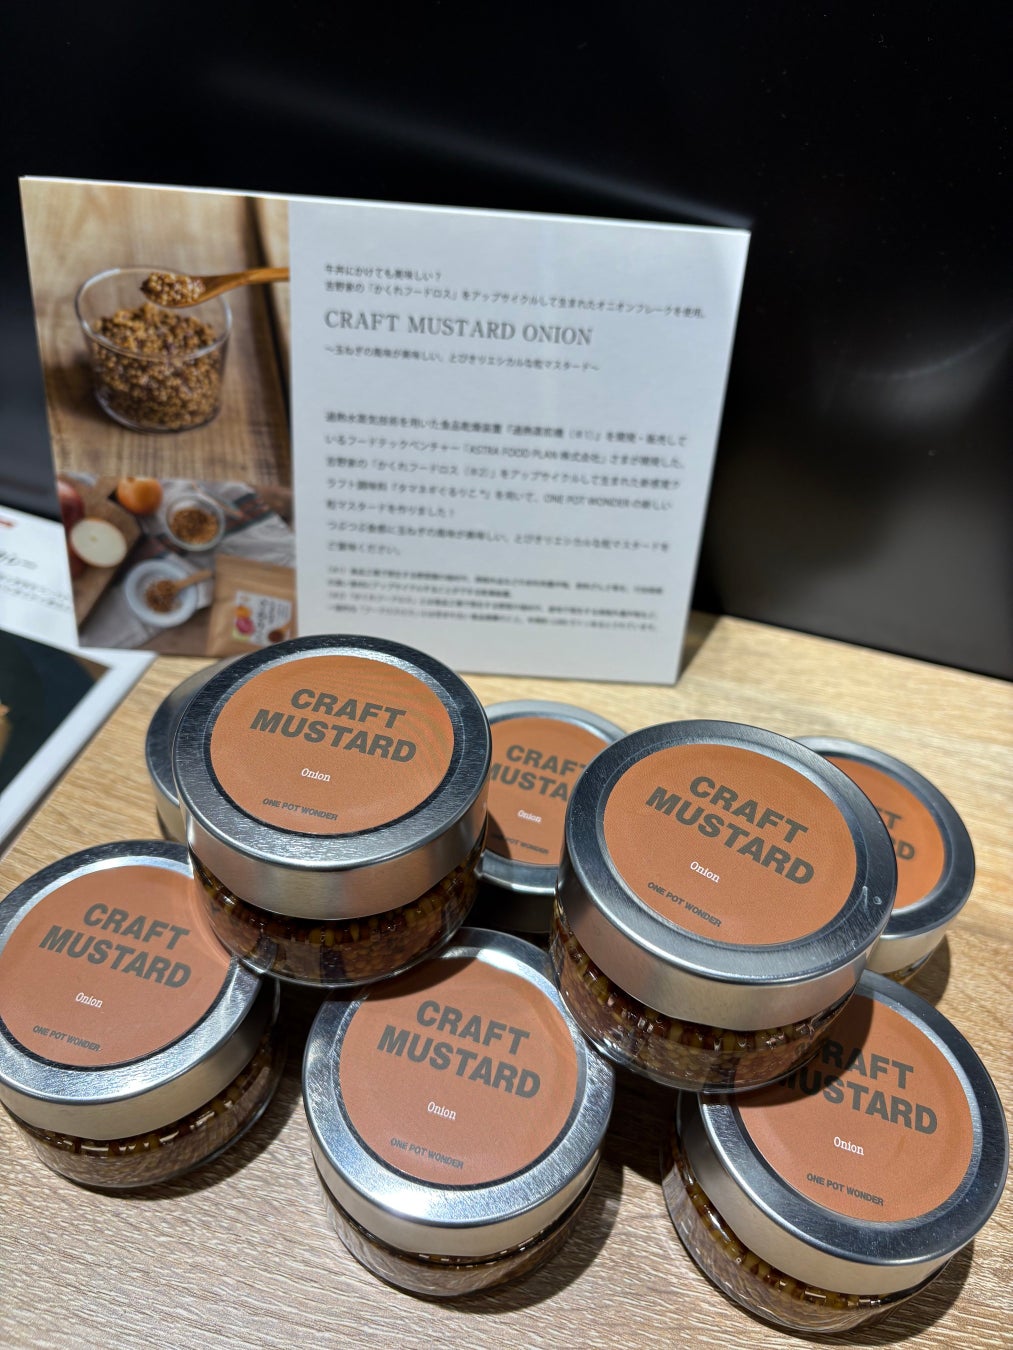 牛丼にかけても美味しい?
吉野家の「かくれフードロス」をアップサイクルして生まれたオニオンフレークを使用。
CRAFT MUSTARD ONION
〜玉ねぎの風味が美味しい、とびきりエシカルな粒マスタード〜
過熱水蒸気技術を用いた食品乾燥装置『過熱蒸煎機（※1）』を開発・販売して
いるフードテックベンチャー「ASTRA FOOD PLAN 株式会社」さまが開発した、
吉野家の「かくれフードロス（※2）」をアップサイクルして生まれた新感覚ク
ラフト調味料「タマネギぐるりこ®」を用いて、ONE POT WONDER の新しい
粒マスタードを作りました!
つぶつぶ食感に玉ねぎの風味が美味しい、とびきりエシカルな粒マスタードを
ご賞味ください。
CRAFT
MUSTARD
Onion
ONE POT WONDER
CRAFT
MUSTA
Onion
ONE POT WONDER
CRAFT
MUSTARD
Onion
ONE POT WONDER
CRAFT
MUSTARD
Onion
ONE POT WONDER
CRAFT
MUSTARD
Onion
ONE POT WONDER
RAFT
MUSTARD
Onion
ONE POT WONDER